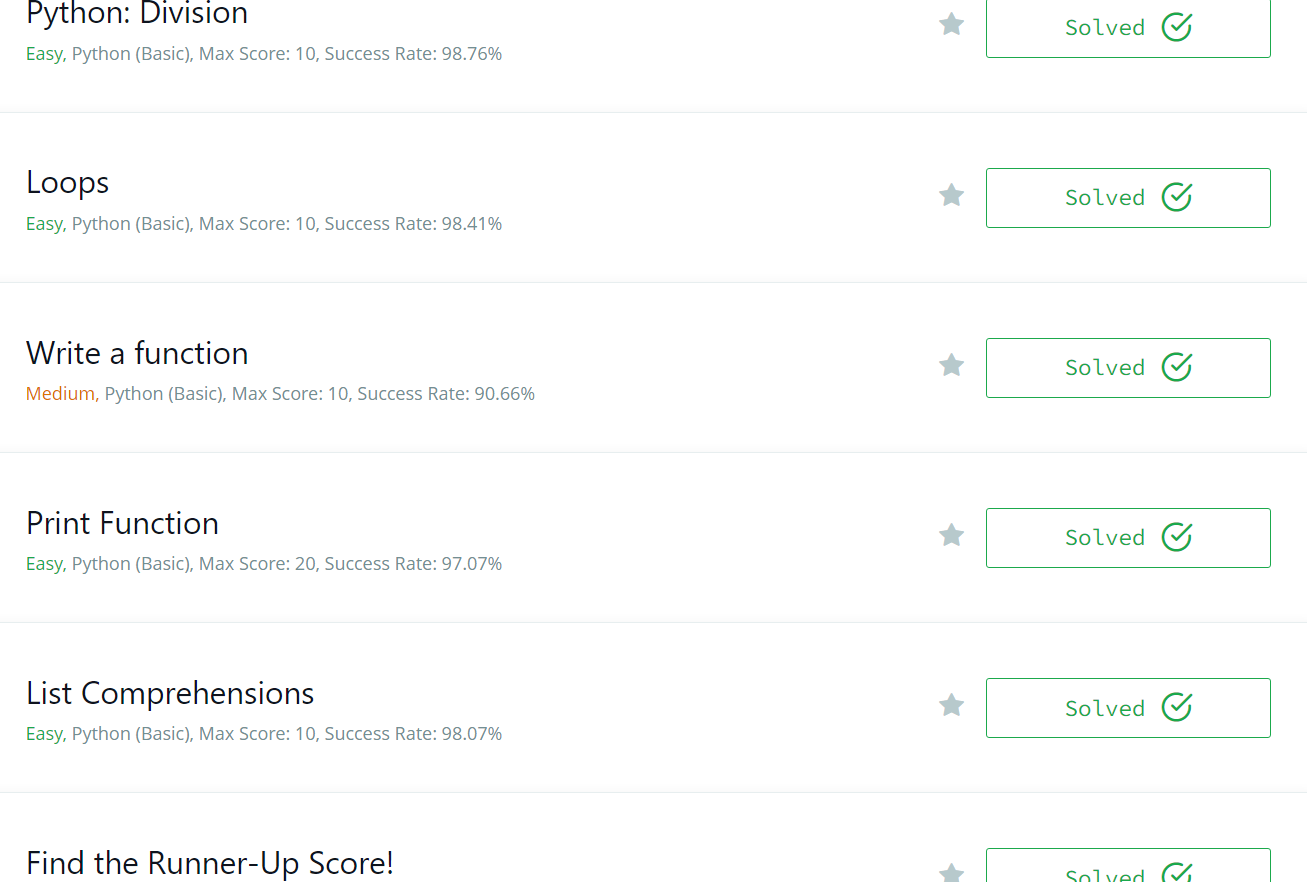 Python: Division
Easy, Python (Basic), Max Score: 10, Success Rate: 98.76%
Solved
Loops
Easy, Python (Basic), Max Score: 10, Success Rate: 98.41%
Solved
Write a function
Medium, Python (Basic), Max Score: 10, Success Rate: 90.66%
Solved
Print Function
Easy, Python (Basic), Max Score: 20, Success Rate: 97.07%
Solved
List Comprehensions
Easy, Python (Basic), Max Score: 10, Success Rate: 98.07%
Solved
Find the Runner-Up Score!
Solved